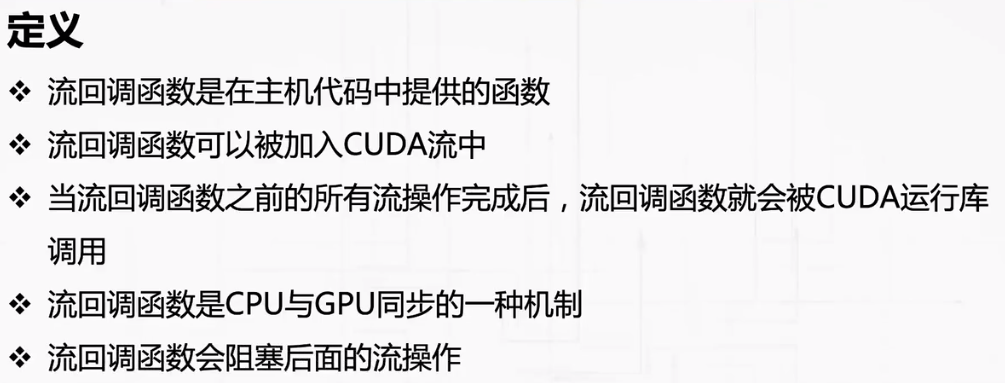 定义
❖ 流回调函数是在主机代码中提供的函数
❖ 流回调函数可以被加入CUDA流中
❖ 当流回调函数之前的所有流操作完成后，流回调函数就会被CUDA运行库
调用
❖ 流回调函数是CPU与GPU同步的一种机制
❖ 流回调函数会阻塞后面的流操作